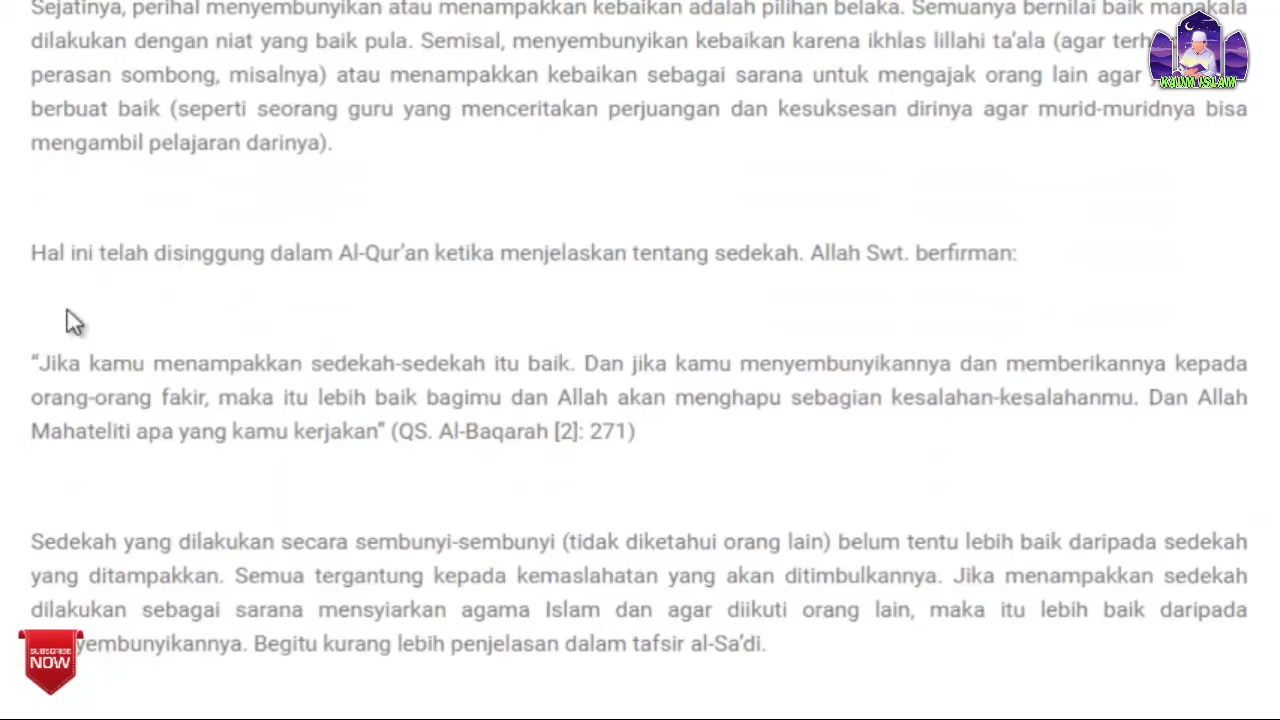 Sejatinya, perihal menyembunyikan atau menampakkan kebaikan adalah pilihan belaka. Semuanya bernilai baik manakala
dilakukan dengan niat yang baik pula. Semisal, menyembunyikan kebaikan karena ikhlas lillahi ta’ala (agar
perasan sombong, misalnya) atau menampakkan kebaikan sebagai sarana untuk mengajak orang lain agar
berbuat baik (seperti seorang guru yang menceritakan perjuangan dan kesuksesan dirinya agar murid-muridnya bisa
mengambil pelajaran darinya).
KAUM ISLAM
Hal ini telah disinggung dalam Al-Qur’an ketika menjelaskan tentang sedekah. Allah Swt. berfirman:
“Jika kamu menampakkan sedekah-sedekah itu baik. Dan jika kamu menyembunyikannya dan memberikannya kepada
orang-orang fakir, maka itu lebih baik bagimu dan Allah akan menghapu sebagian kesalahan-kesalahanmu. Dan Allah
Mahateliti apa yang kamu kerjakan” (QS. Al-Baqarah [2]: 271)
Sedekah yang dilakukan secara sembunyi-sembunyi (tidak diketahui orang lain) belum tentu lebih baik daripada sedekah
yang ditampakkan. Semua tergantung kepada kemaslahatan yang akan ditimbulkannya. Jika menampakkan sedekah
dilakukan sebagai sarana mensyiarkan agama Islam dan agar diikuti orang lain, maka itu lebih baik daripada
yembunyikannya. Begitu kurang lebih penjelasan dalam tafsir al-Sa’di.
SUBSCRIBE
NOW